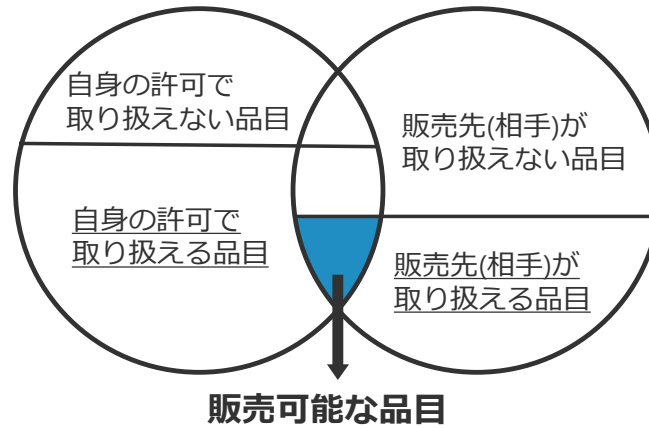 自身の許可で
取り扱えない品目
販売先(相手)が
取り扱えない品目
自身の許可で
取り扱える品目
販売先(相手)が
取り扱える品目
販売可能な品目